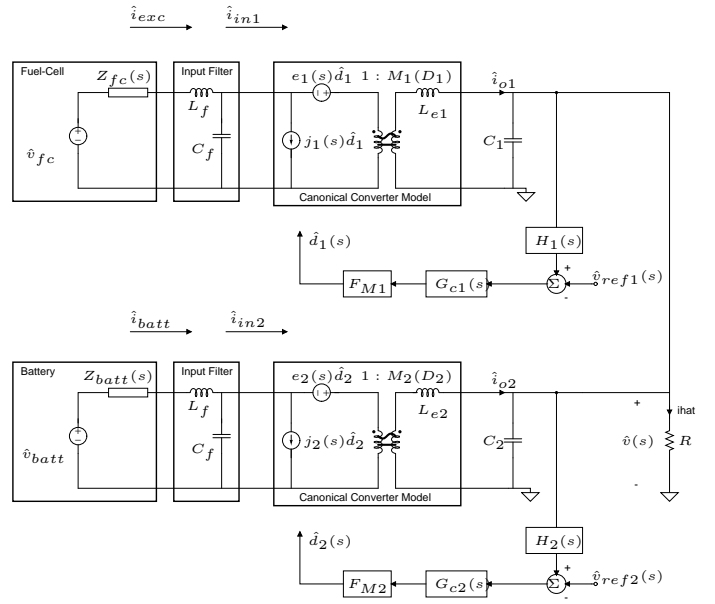 î_exc î_in1
Fuel-Cell Input Filter
Z_fc(s) e_1(s)d̂_1 1 : M_1(D_1) î_o1
L_f L_e1
+ − + −
v̂_fc C_f j_1(s)d̂_1 C_1
Canonical Converter Model
d̂_1(s) H_1(s)
+
F_M1 G_c1(s) Σ v̂_ref1(s)
-
î_batt î_in2
Battery Input Filter
Z_batt(s) e_2(s)d̂_2 1 : M_2(D_2) î_o2
L_f L_e2 + ihat
+ − + −
v̂_batt C_f j_2(s)d̂_2 C_2 v̂(s) R
-
Canonical Converter Model
d̂_2(s) H_2(s)
+
F_M2 G_c2(s) Σ v̂_ref2(s)
-